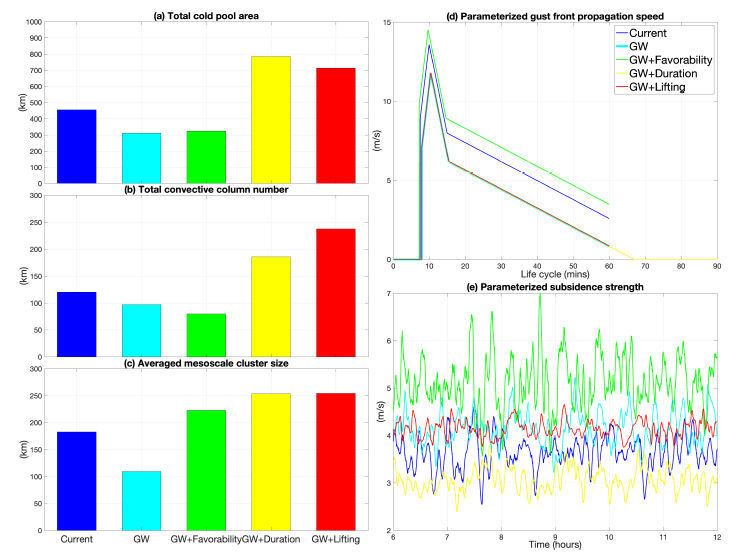 (a) Total cold pool area
1000
900
800
700
600
500
400
300
200
100
0
(km)
(b) Total convective column number
300
250
200
150
100
50
0
(km)
(c) Averaged mesoscale cluster size
300
250
200
150
100
50
0
(km)
Current
GW
GW+Favorability
GW+Duration
GW+Lifting
(d) Parameterized gust front propagation speed
15
10
5
0
(m/s)
Current
GW
GW+Favorability
GW+Duration
GW+Lifting
0 10 20 30 40 50 60 70 80 90
Life cycle (mins)
(e) Parameterized subsidence strength
7
6
5
4
3
2
(m/s)
6 7 8 9 10 11 12
Time (hours)